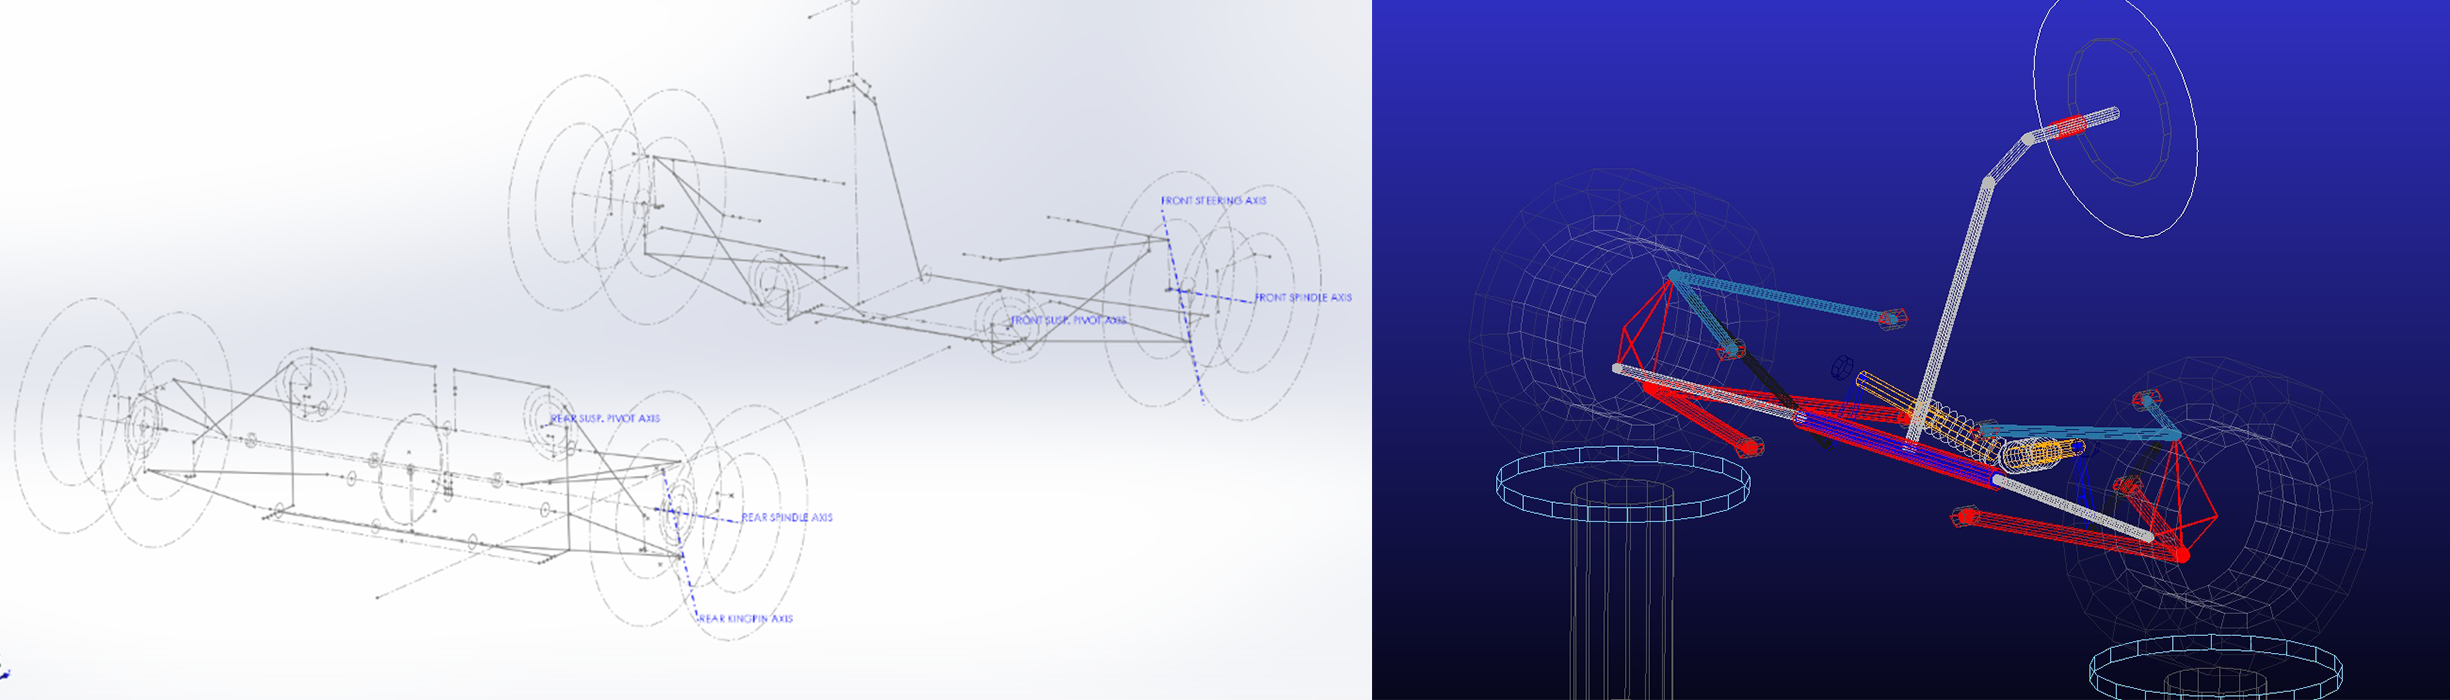 FRONT STEERING AXIS
FRONT SPINDLE AXIS
FRONT SUSP. PIVOT AXIS
REAR SUSP. PIVOT AXIS
REAR SPINDLE AXIS
REAR KINGPIN AXIS